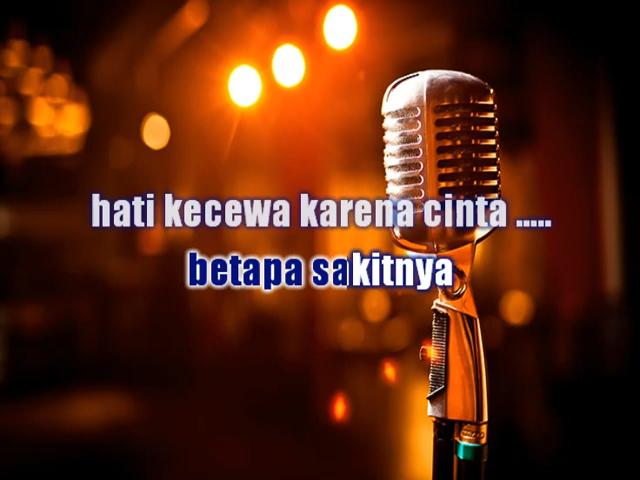 hati kecewa karena cinta .....
betapa sakitnya